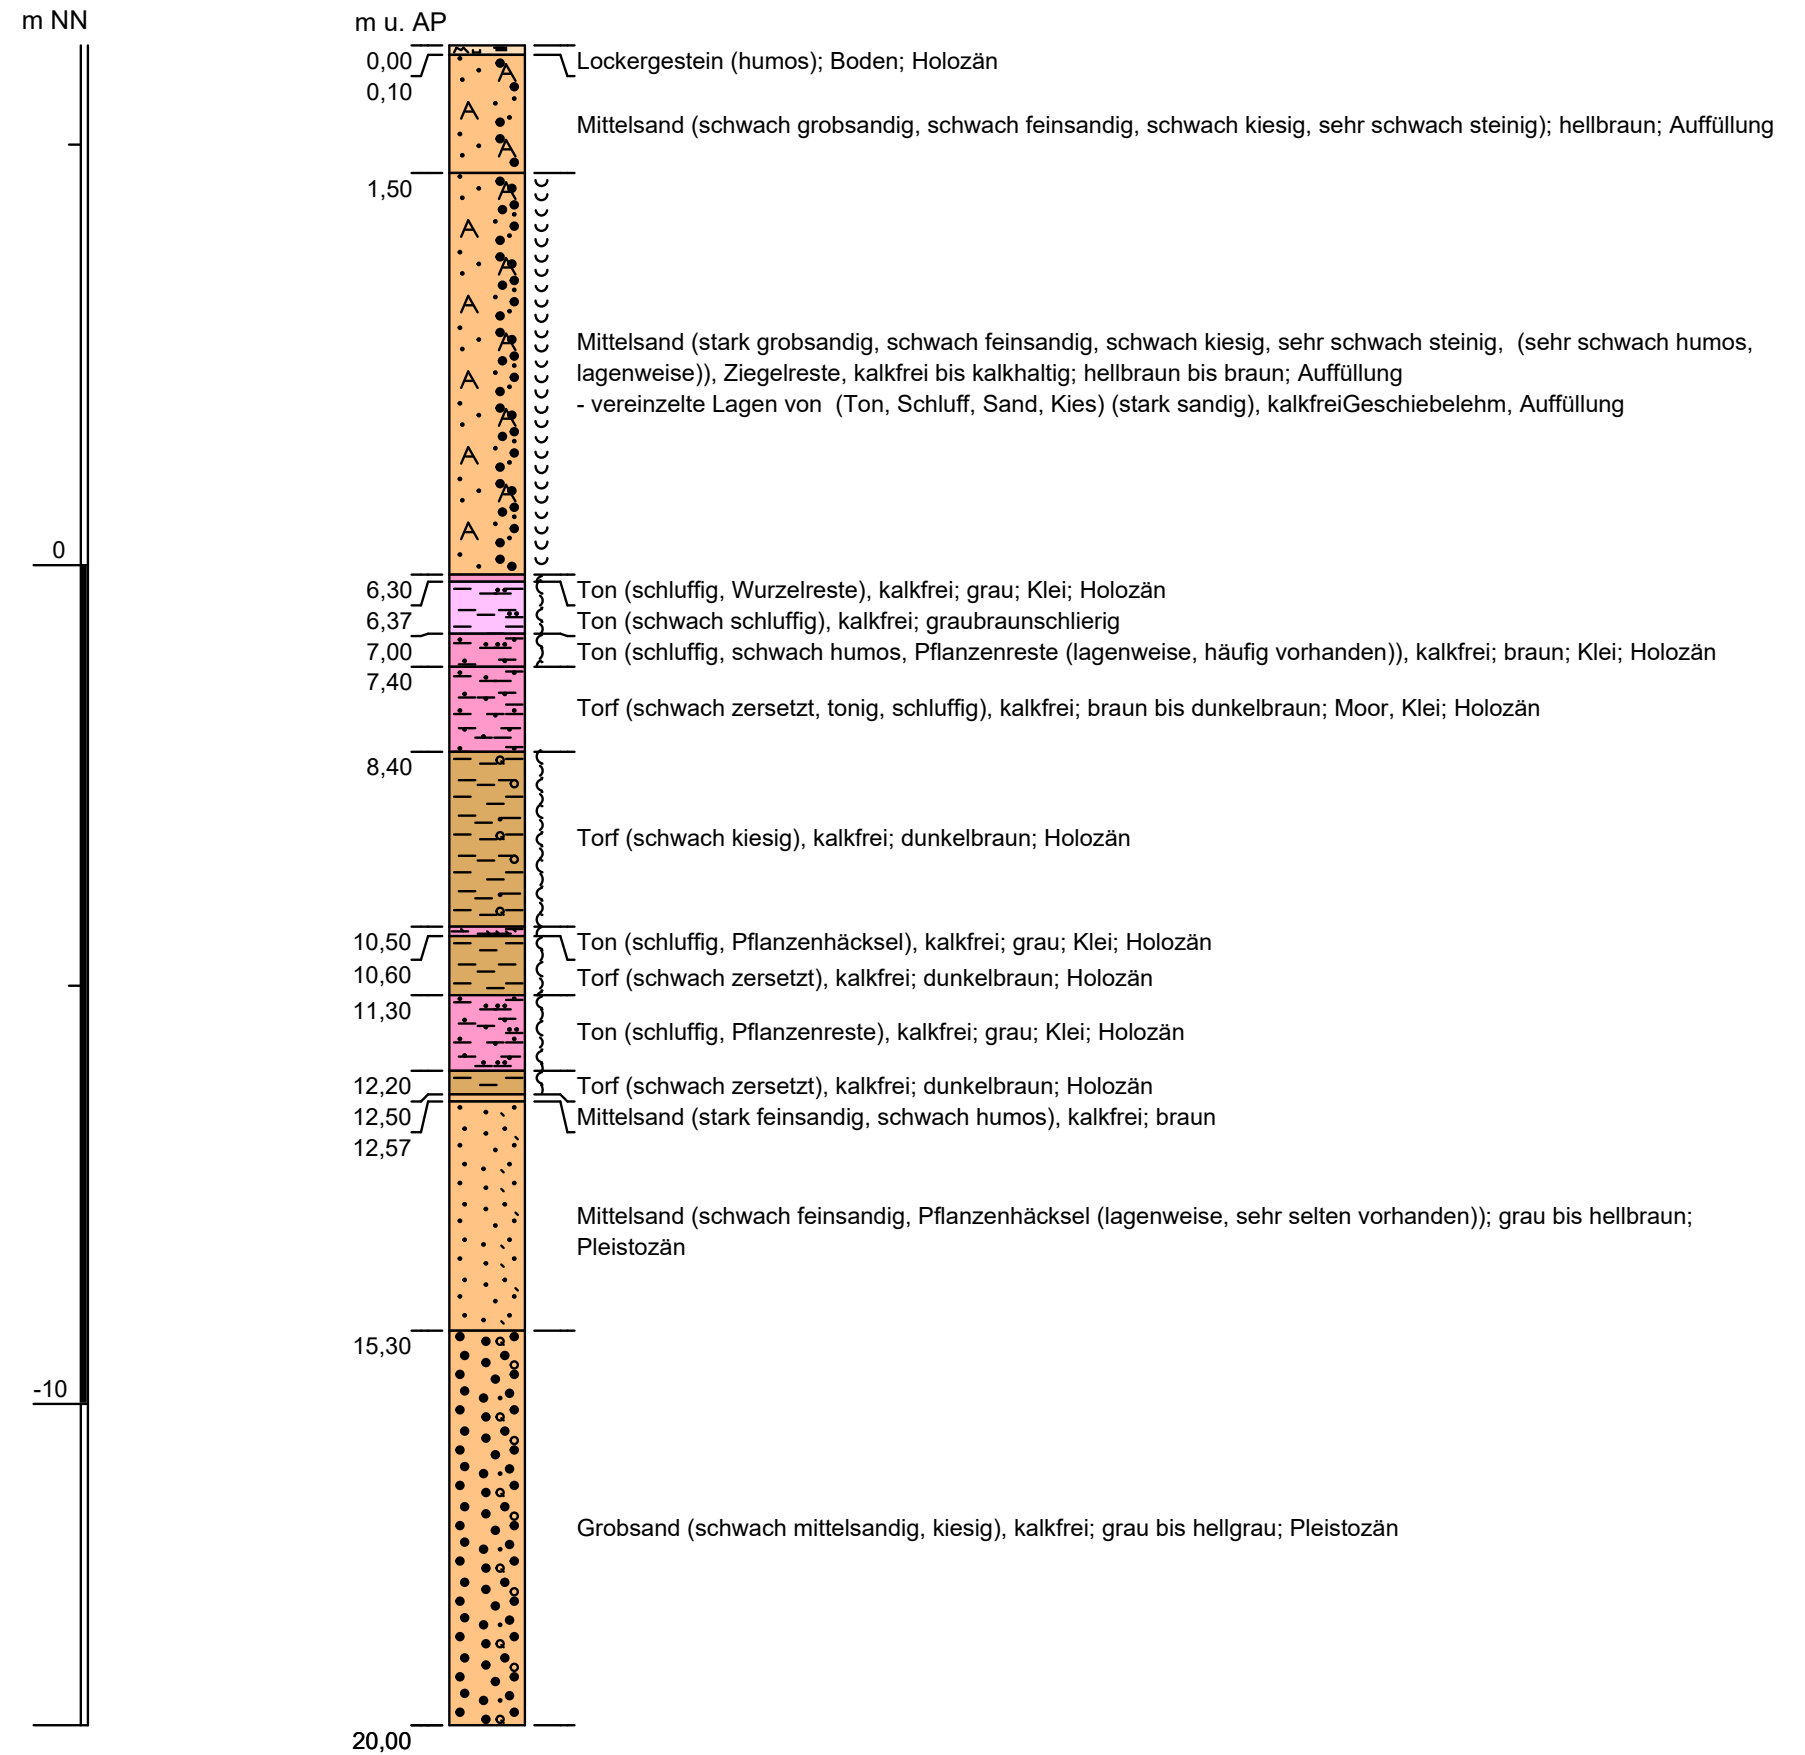 m NN
m u. AP
0,00
Lockergestein (humos); Boden; Holozän
0,10
Mittelsand (schwach grobsandig, schwach feinsandig, schwach kiesig, sehr schwach steinig); hellbraun; Auffüllung
1,50
Mittelsand (stark grobsandig, schwach feinsandig, schwach kiesig, sehr schwach steinig,  (sehr schwach humos,
lagenweise)), Ziegelreste, kalkfrei bis kalkhaltig; hellbraun bis braun; Auffüllung
- vereinzelte Lagen von  (Ton, Schluff, Sand, Kies) (stark sandig), kalkfreiGeschiebelehm, Auffüllung
0
6,30
Ton (schluffig, Wurzelreste), kalkfrei; grau; Klei; Holozän
6,37
Ton (schwach schluffig), kalkfrei; graubraunschlierig
7,00
Ton (schluffig, schwach humos, Pflanzenreste (lagenweise, häufig vorhanden)), kalkfrei; braun; Klei; Holozän
7,40
Torf (schwach zersetzt, tonig, schluffig), kalkfrei; braun bis dunkelbraun; Moor, Klei; Holozän
8,40
Torf (schwach kiesig), kalkfrei; dunkelbraun; Holozän
10,50
Ton (schluffig, Pflanzenhäcksel), kalkfrei; grau; Klei; Holozän
10,60
Torf (schwach zersetzt), kalkfrei; dunkelbraun; Holozän
11,30
Ton (schluffig, Pflanzenreste), kalkfrei; grau; Klei; Holozän
12,20
Torf (schwach zersetzt), kalkfrei; dunkelbraun; Holozän
12,50
Mittelsand (stark feinsandig, schwach humos), kalkfrei; braun
12,57
Mittelsand (schwach feinsandig, Pflanzenhäcksel (lagenweise, sehr selten vorhanden)); grau bis hellbraun;
Pleistozän
15,30
-10
Grobsand (schwach mittelsandig, kiesig), kalkfrei; grau bis hellgrau; Pleistozän
20,00